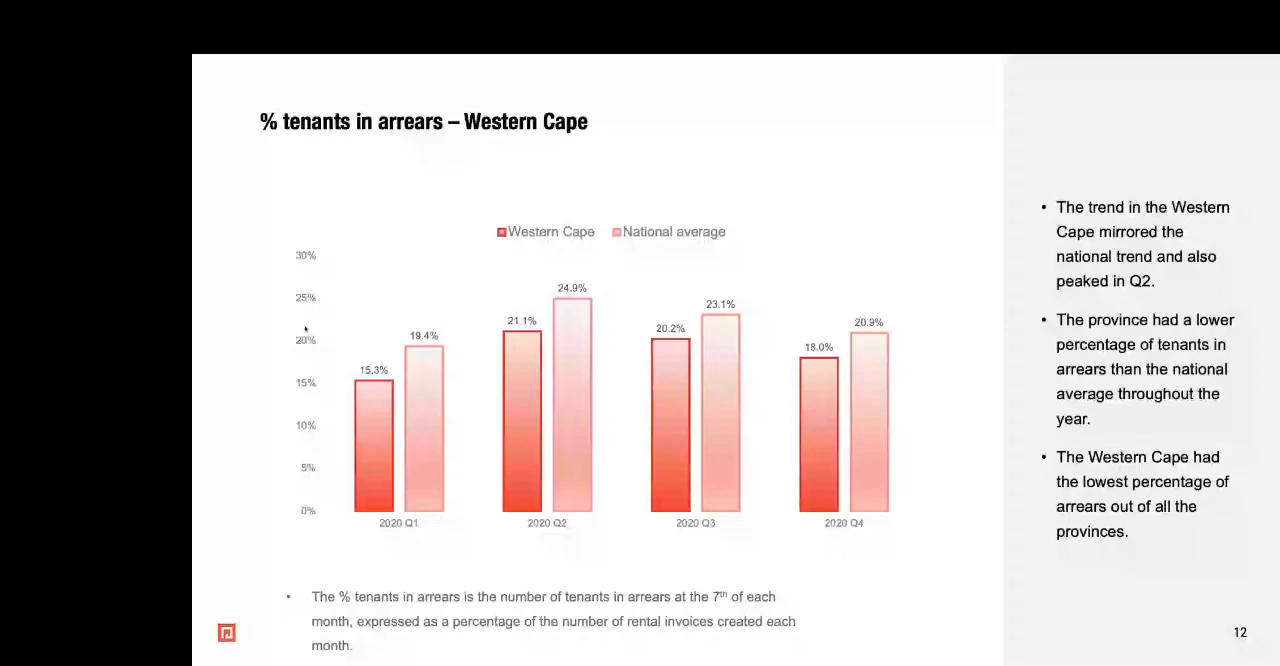 % tenants in arrears – Western Cape
Western Cape National average
30%
25%
20%
15%
10%
5%
0%
15.3%
19.4%
21.1%
24.9%
20.2%
23.1%
18.0%
20.9%
2020 Q1
2020 Q2
2020 Q3
2020 Q4
• The % tenants in arrears is the number of tenants in arrears at the 7th of each
month, expressed as a percentage of the number of rental invoices created each
month.
• The trend in the Western
Cape mirrored the
national trend and also
peaked in Q2.
• The province had a lower
percentage of tenants in
arrears than the national
average throughout the
year.
• The Western Cape had
the lowest percentage of
arrears out of all the
provinces.
12